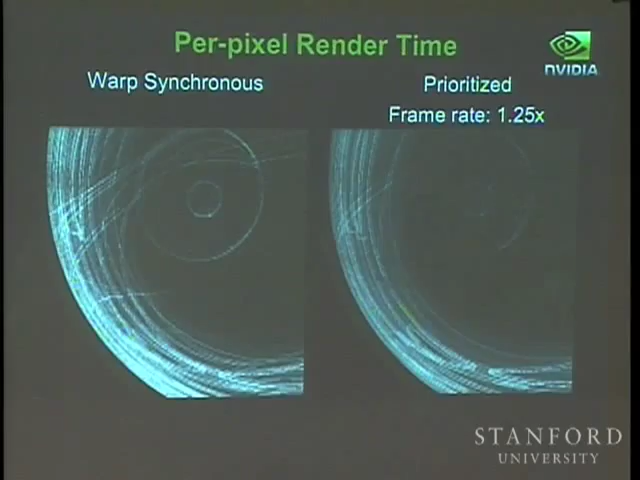 Per-pixel Render Time
NVIDIA
Warp Synchronous
Prioritized
Frame rate: 1.25x
STANFORD
UNIVERSITY